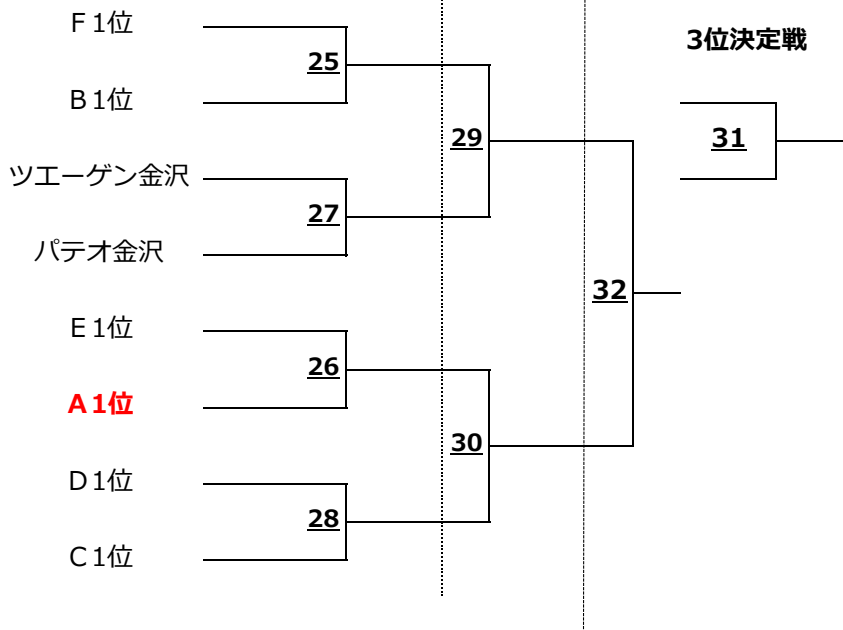 F1位
25
B1位
ツエーゲン金沢
27
パテオ金沢
E1位
26
A1位
D1位
28
C1位
29
30
32
3位決定戦
31